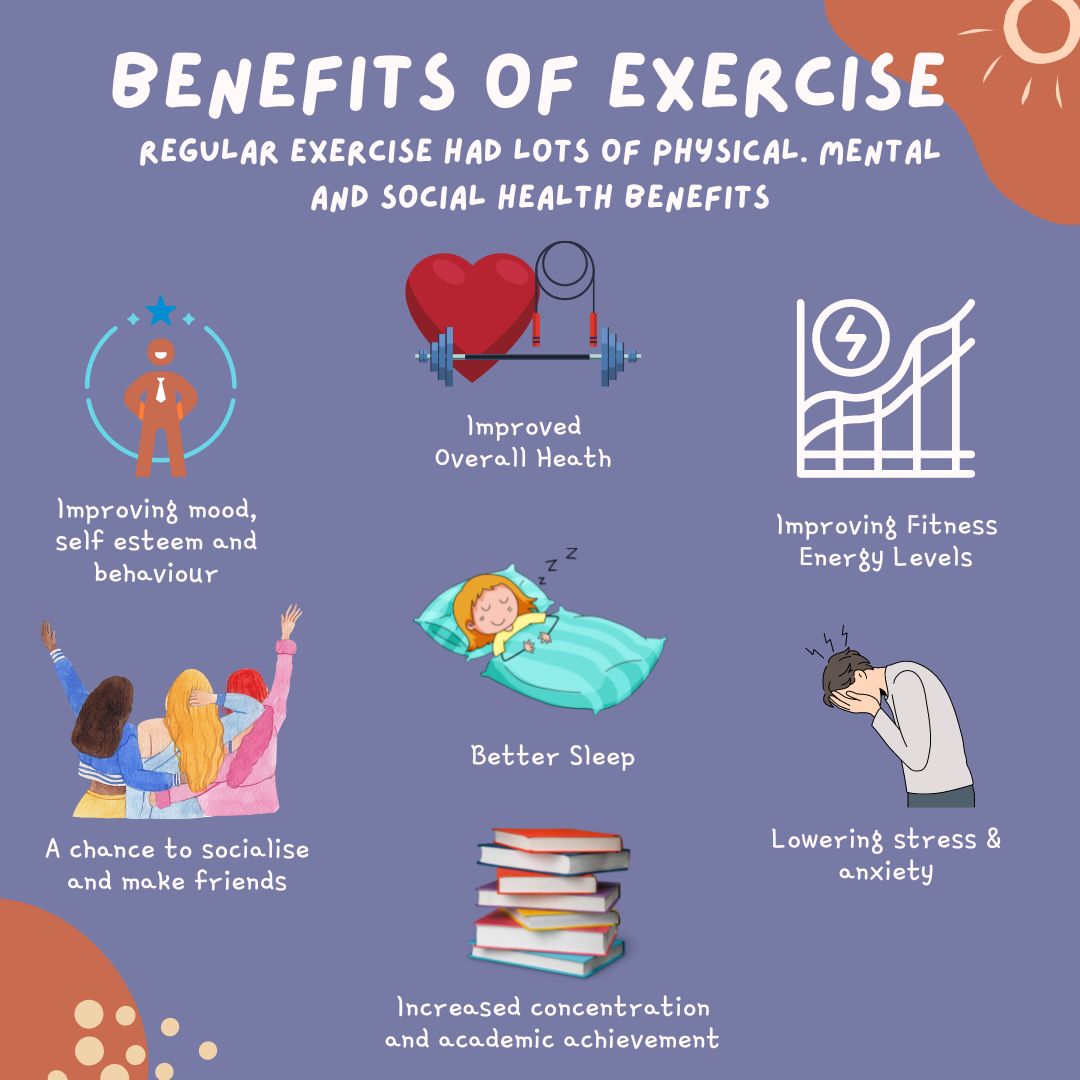 BENEFITS OF EXERCISE
REGULAR EXERCISE HAD LOTS OF PHYSICAL. MENTAL
AND SOCIAL HEALTH BENEFITS
Improved
Overall Heath
Improving mood,
self esteem and
behaviour
Improving Fitness
Energy Levels
z z z
Better Sleep
A chance to socialise
and make friends
Lowering stress &
anxiety
Increased concentration
and academic achievement